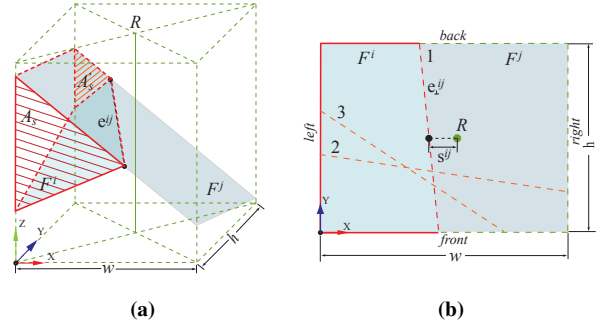 R
A_s
A_s
e^{ij}
F^i
F^j
Z
Y
X
w
h
(a)
back
F^i
1
F^j
e^{ij}
3
left
R
right
h
2
s^{ij}
Y
X
front
w
(b)